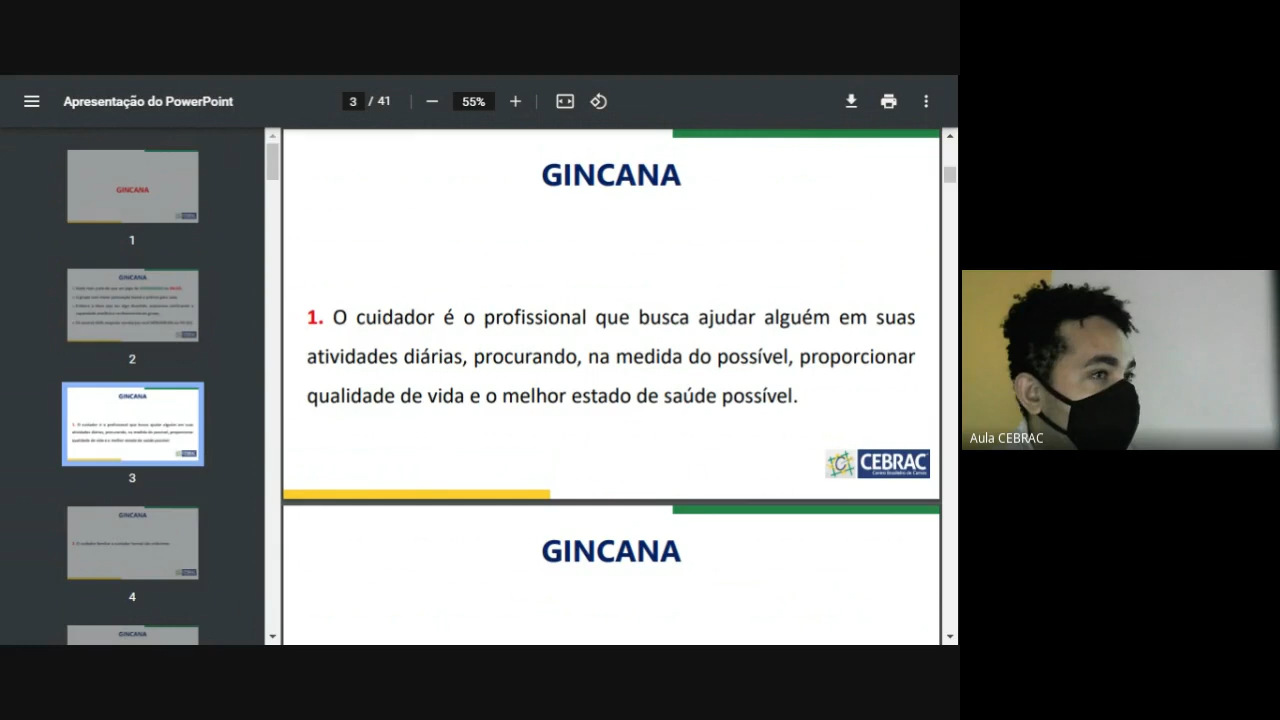 Apresentação do PowerPoint
3 / 41
55%
GINCANA
1
GINCANA
2
GINCANA
3
GINCANA
4
GINCANA
GINCANA
1. O cuidador é o profissional que busca ajudar alguém em suas
atividades diárias, procurando, na medida do possível, proporcionar
qualidade de vida e o melhor estado de saúde possível.
CEBRAC
GINCANA
Aula CEBRAC